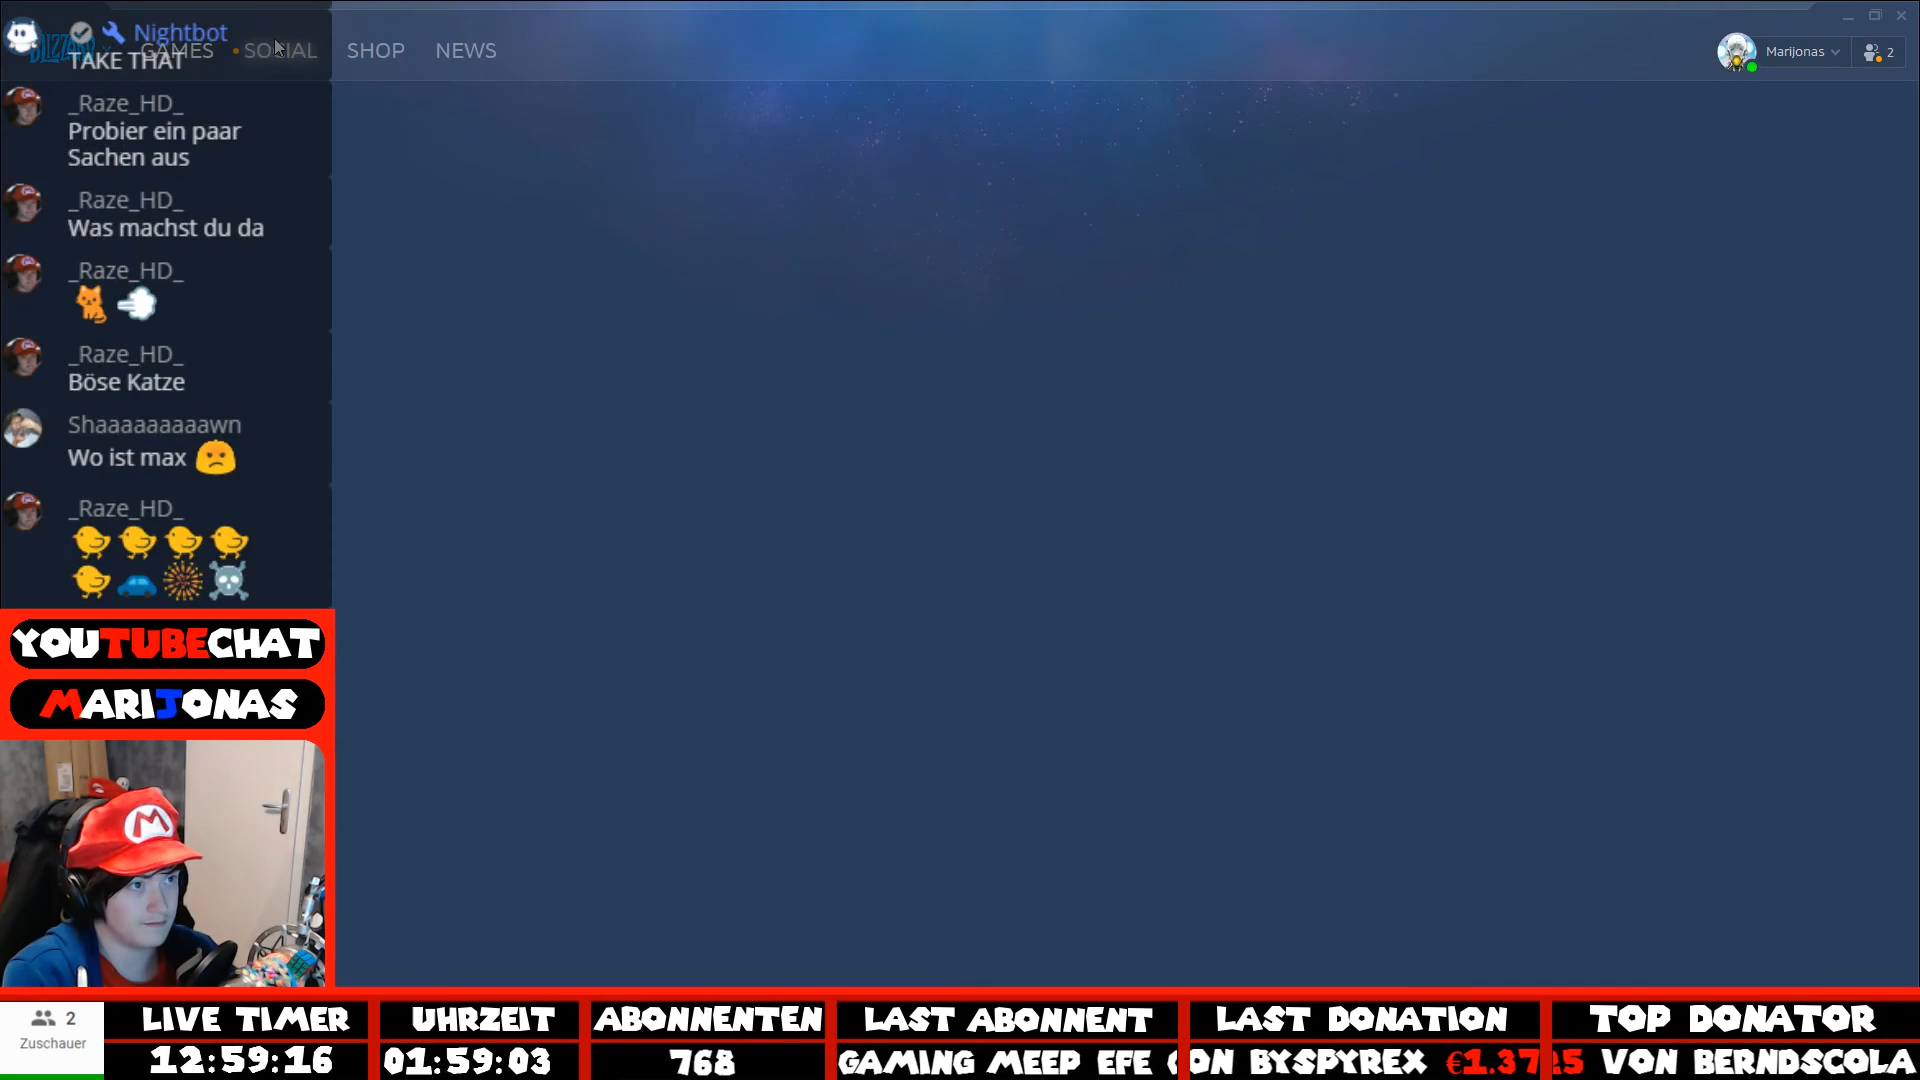 Nightbot
TAKE THAT
GAMES
SOCIAL
SHOP
NEWS
Marijonas
2
_Raze_HD_
Probier ein paar
Sachen aus
_Raze_HD_
Was machst du da
_Raze_HD_
_Raze_HD_
Böse Katze
Shaaaaaaaaawn
Wo ist max
_Raze_HD_
YOUTUBECHAT
MARIJONAS
2
Zuschauer
LIVE TIMER
12:59:16
UHRZEIT
01:59:03
ABONNENTEN
768
LAST ABONNENT
GAMING MEEP EFE
LAST DONATION
ON BYSPYREX €1.37
TOP DONATOR
25 VON BERNDSCOLA